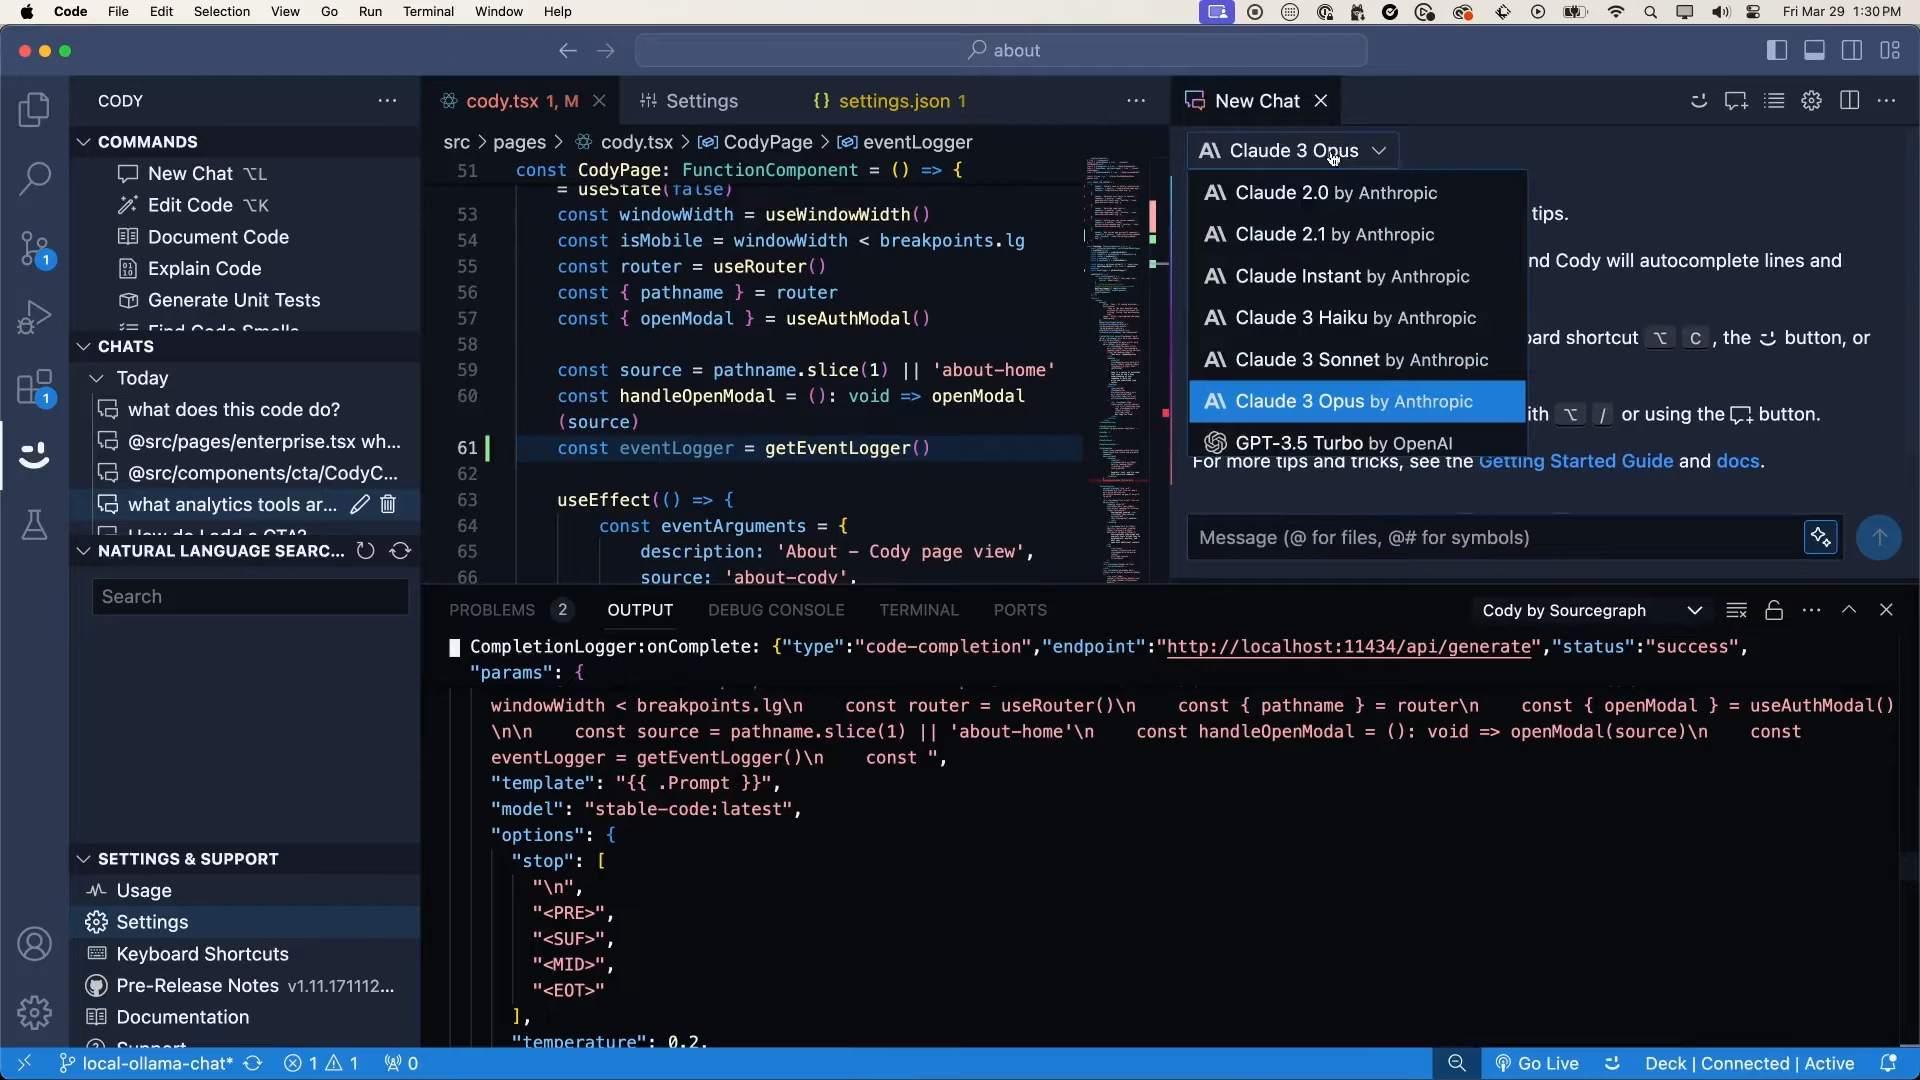 Code File Edit Selection View Go Run Terminal Window Help
Fri Mar 29 1:30 PM
about
CODY
COMMANDS
New Chat ⌥L
Edit Code ⌥K
Document Code
Explain Code
Generate Unit Tests
Find Code Smells
CHATS
Today
what does this code do?
@src/pages/enterprise.tsx wh...
@src/components/cta/CodyC...
what analytics tools ar...
How do I add a CTA?
NATURAL LANGUAGE SEARC...
Search
SETTINGS & SUPPORT
Usage
Settings
Keyboard Shortcuts
Pre-Release Notes v1.11.171112...
Documentation
Support
1
1
cody.tsx 1, M
Settings
{} settings.json 1
src > pages > cody.tsx > CodyPage > eventLogger
51 const CodyPage: FunctionComponent = () => {
= useState(false)
53 const windowWidth = useWindowWidth()
54 const isMobile = windowWidth < breakpoints.lg
55 const router = useRouter()
56 const { pathname } = router
57 const { openModal } = useAuthModal()
58
59 const source = pathname.slice(1) || 'about-home'
60 const handleOpenModal = (): void => openModal
(source)
61 const eventLogger = getEventLogger()
62
63 useEffect(() => {
64 const eventArguments = {
65 description: 'About - Cody page view',
66 source: 'about-cody',
New Chat
Claude 3 Opus
Claude 2.0 by Anthropic
Claude 2.1 by Anthropic
Claude Instant by Anthropic
Claude 3 Haiku by Anthropic
Claude 3 Sonnet by Anthropic
Claude 3 Opus by Anthropic
GPT-3.5 Turbo by OpenAI
tips.
nd Cody will autocomplete lines and
oard shortcut ⌥ C , the button, or
ith ⌥ / or using the button.
For more tips and tricks, see the Getting Started Guide and docs.
Message (@ for files, @# for symbols)
PROBLEMS 2 OUTPUT DEBUG CONSOLE TERMINAL PORTS
Cody by Sourcegraph
CompletionLogger:onComplete: {"type":"code-completion","endpoint":"http://localhost:11434/api/generate","status":"success",
"params": {
windowWidth < breakpoints.lg\n    const router = useRouter()\n    const { pathname } = router\n    const { openModal } = useAuthModal()
\n\n    const source = pathname.slice(1) || 'about-home'\n    const handleOpenModal = (): void => openModal(source)\n    const
eventLogger = getEventLogger()\n    const ",
"template": "{{ .Prompt }}",
"model": "stable-code:latest",
"options": {
"stop": [
"\n",
"<PRE>",
"<SUF>",
"<MID>",
"<EOT>"
],
"temperature": 0.2,
local-ollama-chat* 1 1 0
Go Live
Deck | Connected | Active